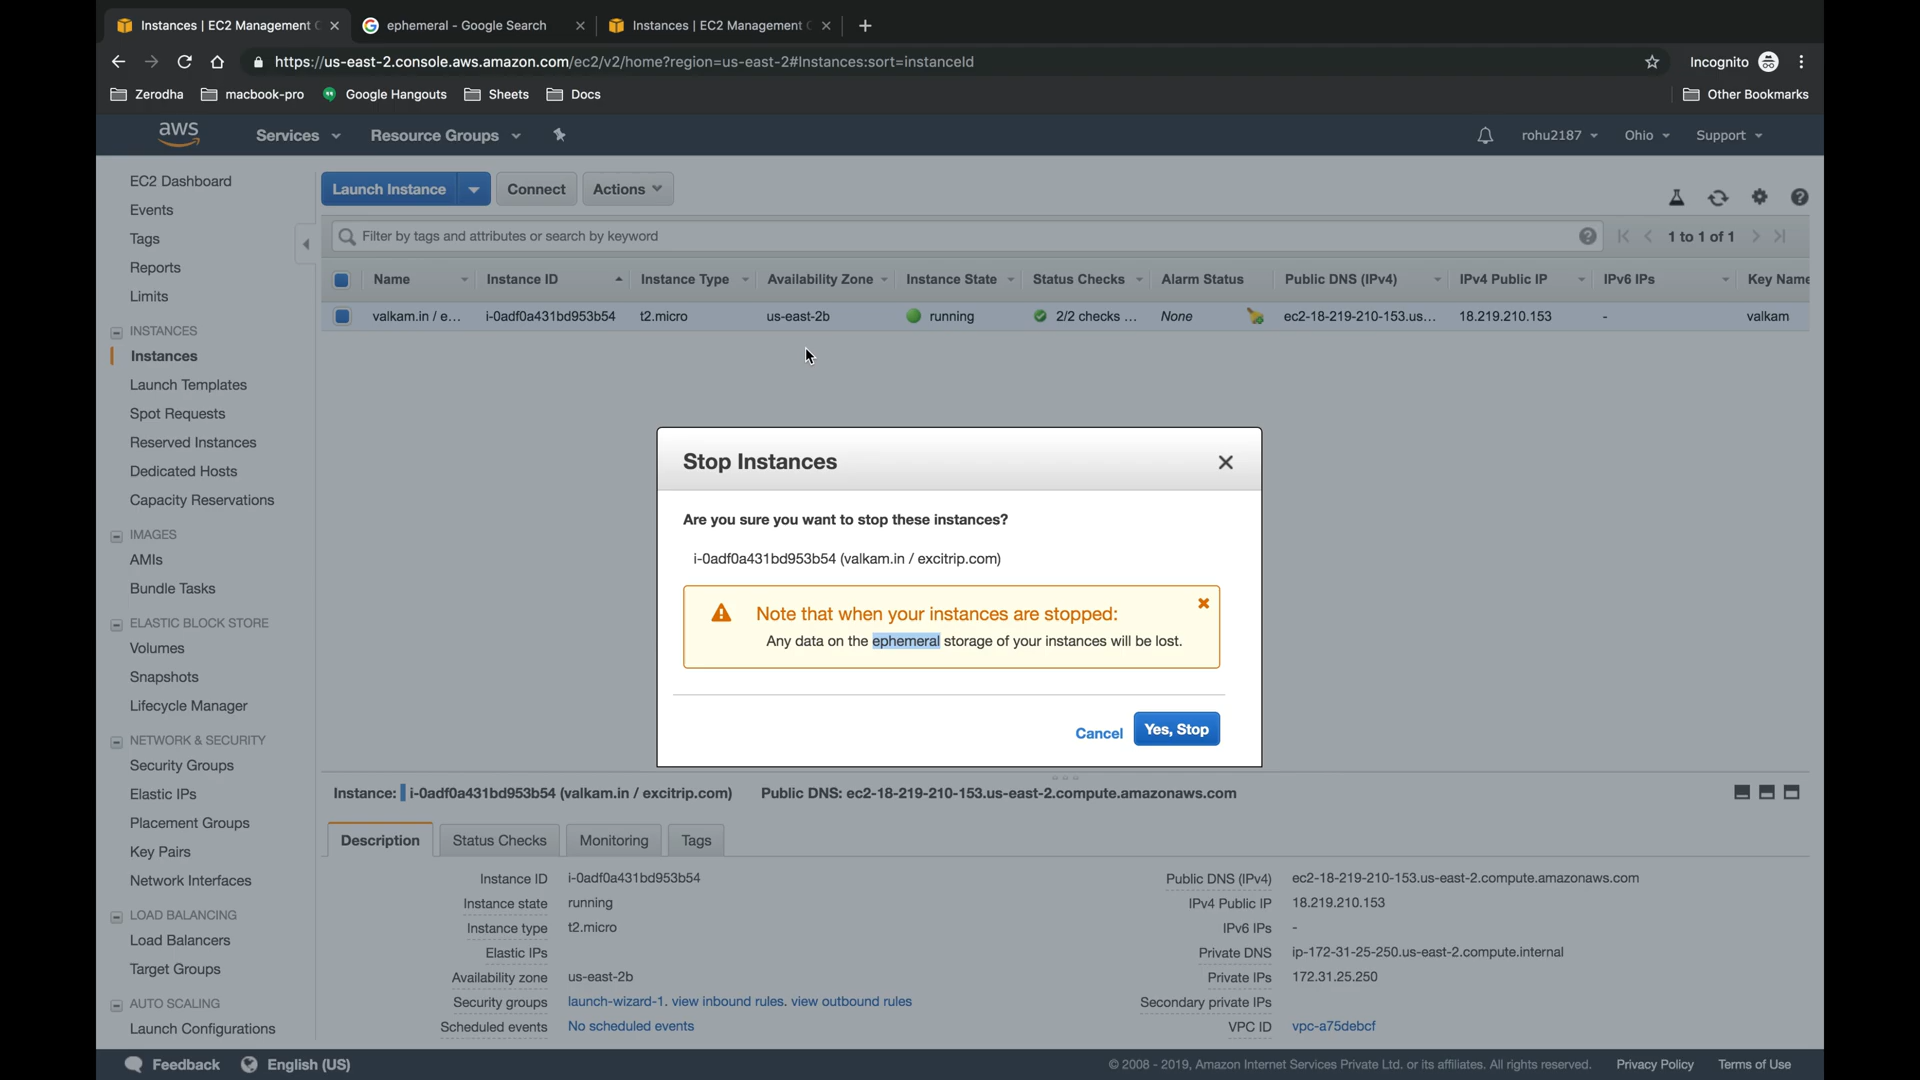 Instances | EC2 Management C
ephemeral - Google Search
Instances | EC2 Management C
https://us-east-2.console.aws.amazon.com/ec2/v2/home?region=us-east-2#Instances:sort=instanceId
Incognito
Zerodha
macbook-pro
Google Hangouts
Sheets
Docs
Other Bookmarks
aws
Services
Resource Groups
rohu2187
Ohio
Support
EC2 Dashboard
Events
Tags
Reports
Limits
INSTANCES
Instances
Launch Templates
Spot Requests
Reserved Instances
Dedicated Hosts
Capacity Reservations
IMAGES
AMIs
Bundle Tasks
ELASTIC BLOCK STORE
Volumes
Snapshots
Lifecycle Manager
NETWORK & SECURITY
Security Groups
Elastic IPs
Placement Groups
Key Pairs
Network Interfaces
LOAD BALANCING
Load Balancers
Target Groups
AUTO SCALING
Launch Configurations
Launch Instance
Connect
Actions
Filter by tags and attributes or search by keyword
1 to 1 of 1
Name Instance ID Instance Type Availability Zone Instance State Status Checks Alarm Status Public DNS (IPv4) IPv4 Public IP IPv6 IPs Key Name
valkam.in / e... i-0adf0a431bd953b54 t2.micro us-east-2b running 2/2 checks ... None ec2-18-219-210-153.us... 18.219.210.153 - valkam
Stop Instances
Are you sure you want to stop these instances?
i-0adf0a431bd953b54 (valkam.in / excitrip.com)
Note that when your instances are stopped:
Any data on the ephemeral storage of your instances will be lost.
Cancel
Yes, Stop
Instance: i-0adf0a431bd953b54 (valkam.in / excitrip.com) Public DNS: ec2-18-219-210-153.us-east-2.compute.amazonaws.com
Description
Status Checks
Monitoring
Tags
Instance ID i-0adf0a431bd953b54
Instance state running
Instance type t2.micro
Elastic IPs
Availability zone us-east-2b
Security groups launch-wizard-1. view inbound rules. view outbound rules
Scheduled events No scheduled events
Public DNS (IPv4) ec2-18-219-210-153.us-east-2.compute.amazonaws.com
IPv4 Public IP 18.219.210.153
IPv6 IPs -
Private DNS ip-172-31-25-250.us-east-2.compute.internal
Private IPs 172.31.25.250
Secondary private IPs
VPC ID vpc-a75debcf
Feedback
English (US)
© 2008 - 2019, Amazon Internet Services Private Ltd. or its affiliates. All rights reserved.
Privacy Policy
Terms of Use